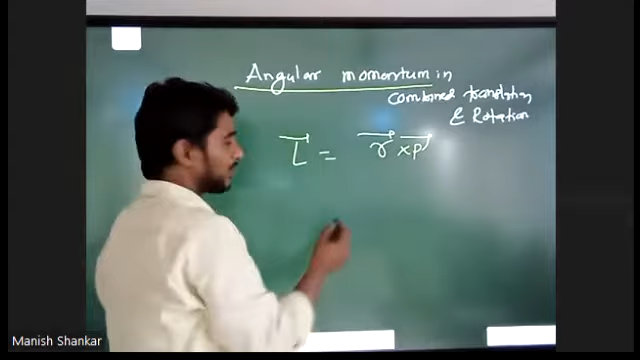 Angular momentum in
combined translation
& Rotation
L⃗ = r⃗ × p⃗
Manish Shankar